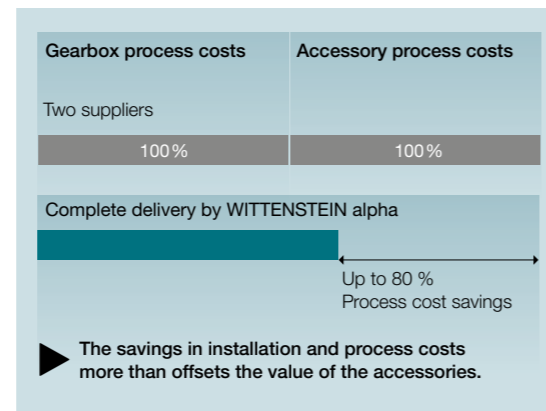 Gearbox process costs
Accessory process costs
Two suppliers
100 %
100 %
Complete delivery by WITTENSTEIN alpha
Up to 80 %
Process cost savings
The savings in installation and process costs
more than offsets the value of the accessories.